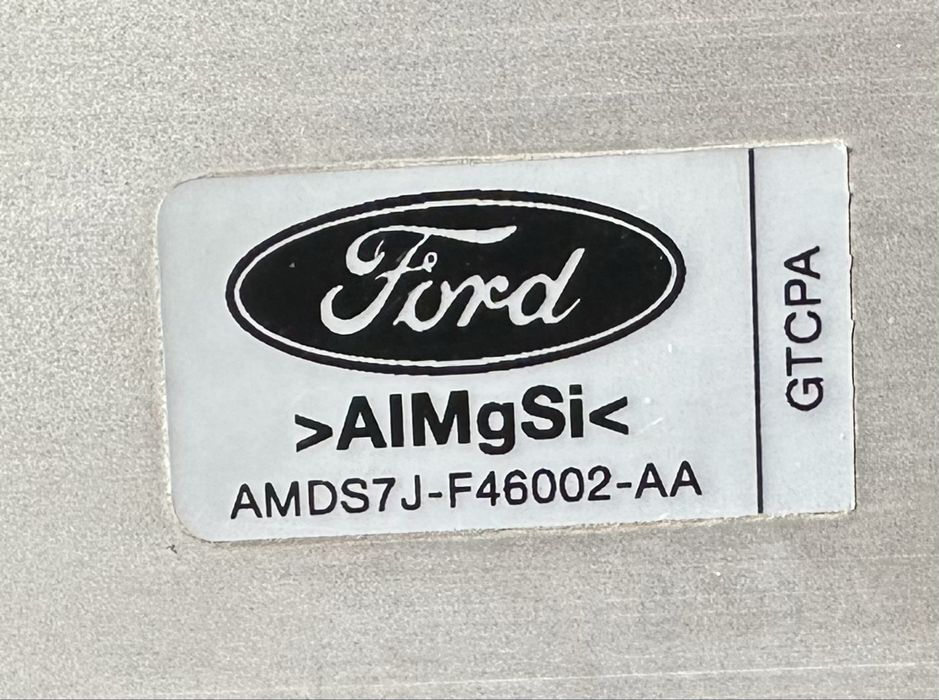 Ford
>AlMgSi<
AMDS7J-F46002-AA
GTCPA